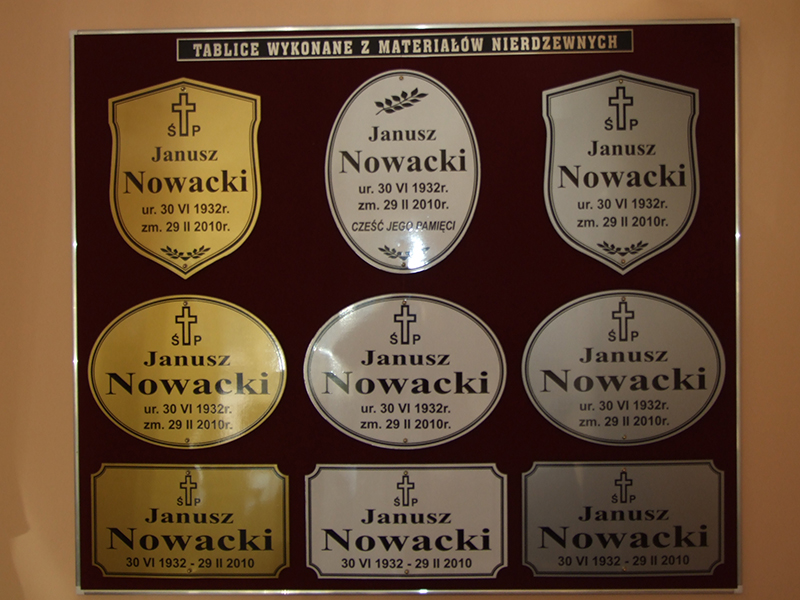 TABLICE WYKONANE Z MATERIAŁÓW NIERDZEWNYCH
Ś P
Janusz
Nowacki
ur. 30 VI 1932r.
zm. 29 II 2010r.
Janusz
Nowacki
ur. 30 VI 1932r.
zm. 29 II 2010r.
CZEŚĆ JEGO PAMIĘCI
Ś P
Janusz
Nowacki
ur. 30 VI 1932r.
zm. 29 II 2010r.
Ś P
Janusz
Nowacki
ur. 30 VI 1932r.
zm. 29 II 2010r.
Ś P
Janusz
Nowacki
ur. 30 VI 1932r.
zm. 29 II 2010r.
Ś P
Janusz
Nowacki
ur. 30 VI 1932r.
zm. 29 II 2010r.
Ś P
Janusz
Nowacki
30 VI 1932 - 29 II 2010
Ś P
Janusz
Nowacki
30 VI 1932 - 29 II 2010
Ś P
Janusz
Nowacki
30 VI 1932 - 29 II 2010